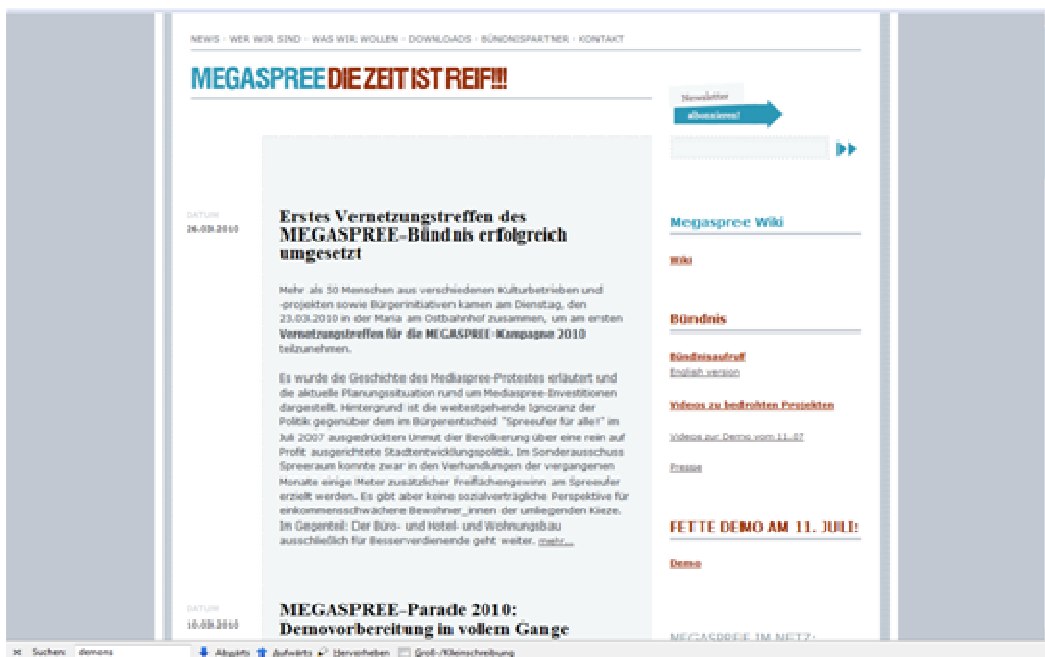 NEWS - WER WIR SIND - WAS WIR WOLLEN - DOWNLOADS - BÜNDNISPARTNER - KONTAKT
MEGASPREE DIE ZEIT IST REIF!!!
Newsletter
abonnieren!
DATUM
26.03.2010
Erstes Vernetzungstreffen des
MEGASPREE-Bündnis erfolgreich
umgesetzt
Mehr als 50 Menschen aus verschiedenen Kulturbetrieben und
-projekten sowie Bürgerinitiativen kamen am Dienstag, den
23.03.2010 in der Maria am Ostbahnhof zusammen, um am ersten
Vernetzungstreffen für die MEGASPREE-Kampagne 2010
teilzunehmen.
Es wurde die Geschichte des Mediaspree-Protestes erläutert und
die aktuelle Planungssituation rund um Mediaspree-Investitionen
dargestellt. Hintergrund ist die weitestgehende Ignoranz der
Politik gegenüber dem im Bürgerentscheid "Spreeufer für alle!" im
Juli 2007 ausgedrückten Unmut der Bevölkerung über eine rein auf
Profit ausgerichtete Stadtentwicklungspolitik. Im Sonderausschuss
Spreeraum konnte zwar in den Verhandlungen der vergangenen
Monate einige Meter zusätzlicher Freiflächengewinn am Spreeufer
erzielt werden. Es gibt aber keine sozialverträgliche Perspektive für
einkommensschwächere Bewohner_innen der umliegenden Kieze.
Im Gegenteil: Der Büro- und Hotel- und Wohnungsbau
ausschließlich für Besserverdienende geht weiter. mehr...
DATUM
10.03.2010
MEGASPREE-Parade 2010:
Demovorbereitung in vollem Gange
Megaspree Wiki
Wiki
Bündnis
Bündnisaufruf
English version
Videos zu bedrohten Projekten
Videos zur Demo vom 11..07
Presse
FETTE DEMO AM 11. JULI!
Demo
MEGASPREE IM NETZ:
× Suchen: demons Abwärts Aufwärts Hervorheben Groß-/Kleinschreibung